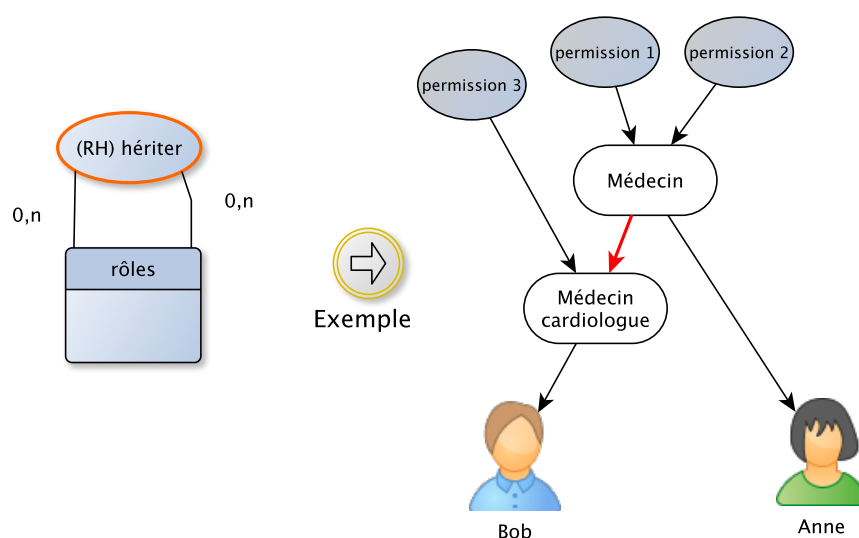 permission 1
permission 2
permission 3
(RH) hériter
Médecin
0,n
0,n
rôles
Exemple
Médecin
cardiologue
Bob
Anne